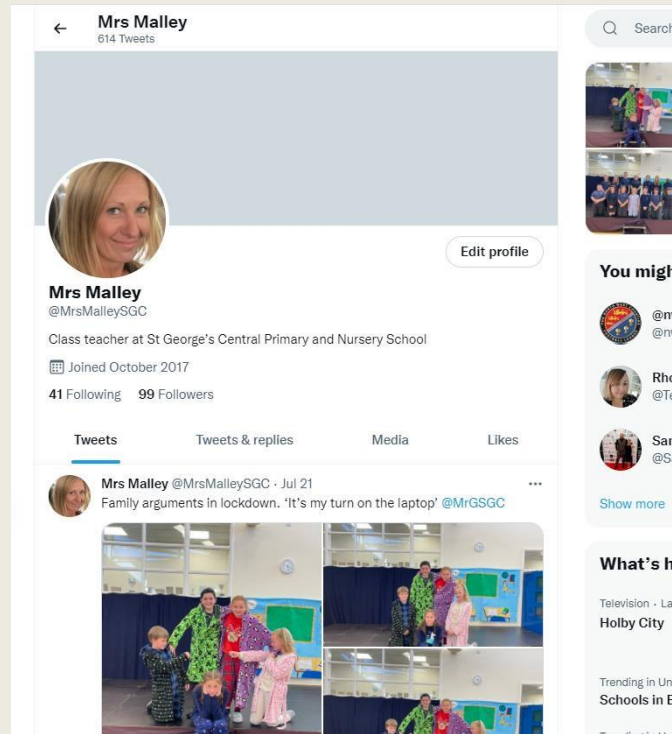 Mrs Malley
614 Tweets
Search
Edit profile
Mrs Malley
@MrsMalleySGC
Class teacher at St George's Central Primary and Nursery School
Joined October 2017
41 Following 99 Followers
Tweets Tweets & replies Media Likes
Mrs Malley @MrsMalleySGC · Jul 21
Family arguments in lockdown. ‘It's my turn on the laptop’ @MrGSGC
You
Show more
What's
Television ·
Holby City
Trending in
Schools in